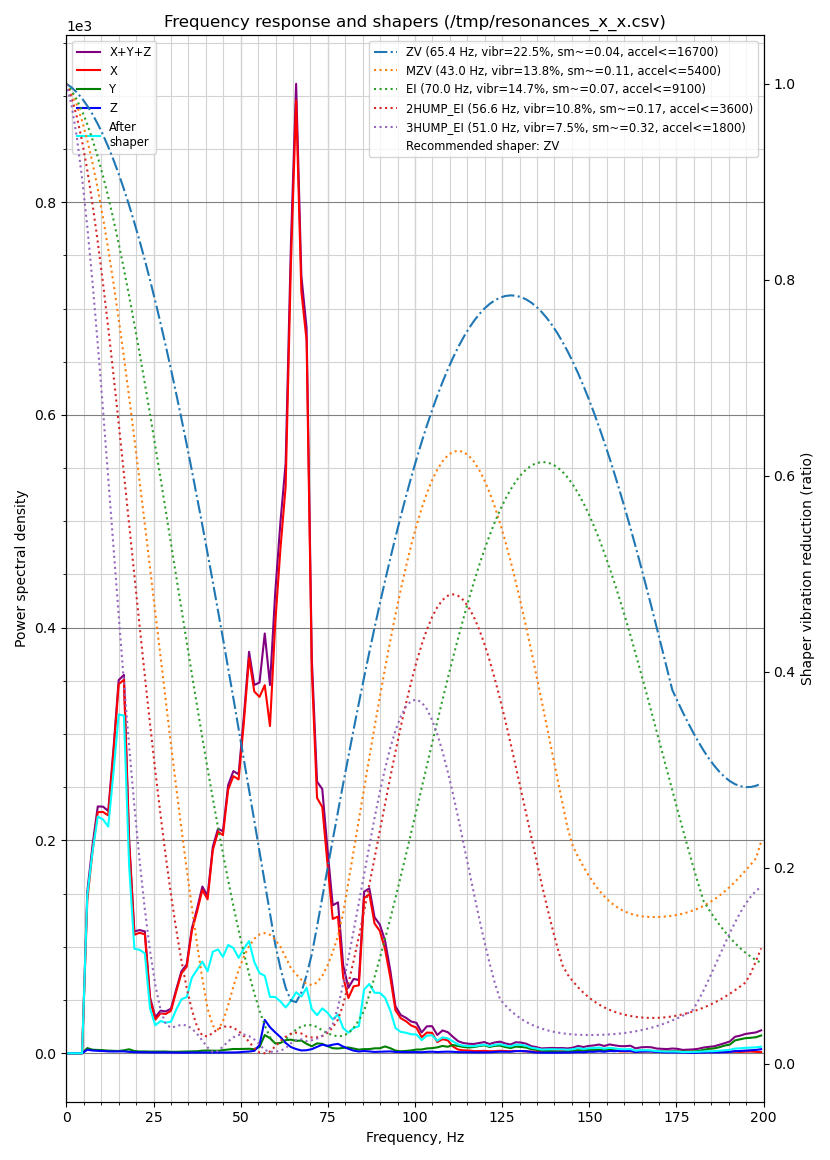 Frequency response and shapers (/tmp/resonances_x_x.csv)
1e3
X+Y+Z
X
Y
Z
After
shaper
ZV (65.4 Hz, vibr=22.5%, sm~=0.04, accel<=16700)
MZV (43.0 Hz, vibr=13.8%, sm~=0.11, accel<=5400)
EI (70.0 Hz, vibr=14.7%, sm~=0.07, accel<=9100)
2HUMP_EI (56.6 Hz, vibr=10.8%, sm~=0.17, accel<=3600)
3HUMP_EI (51.0 Hz, vibr=7.5%, sm~=0.32, accel<=1800)
Recommended shaper: ZV
Power spectral density
0.8
0.6
0.4
0.2
0.0
1.0
0.8
0.6
0.4
0.2
0.0
Shaper vibration reduction (ratio)
0 25 50 75 100 125 150 175 200
Frequency, Hz